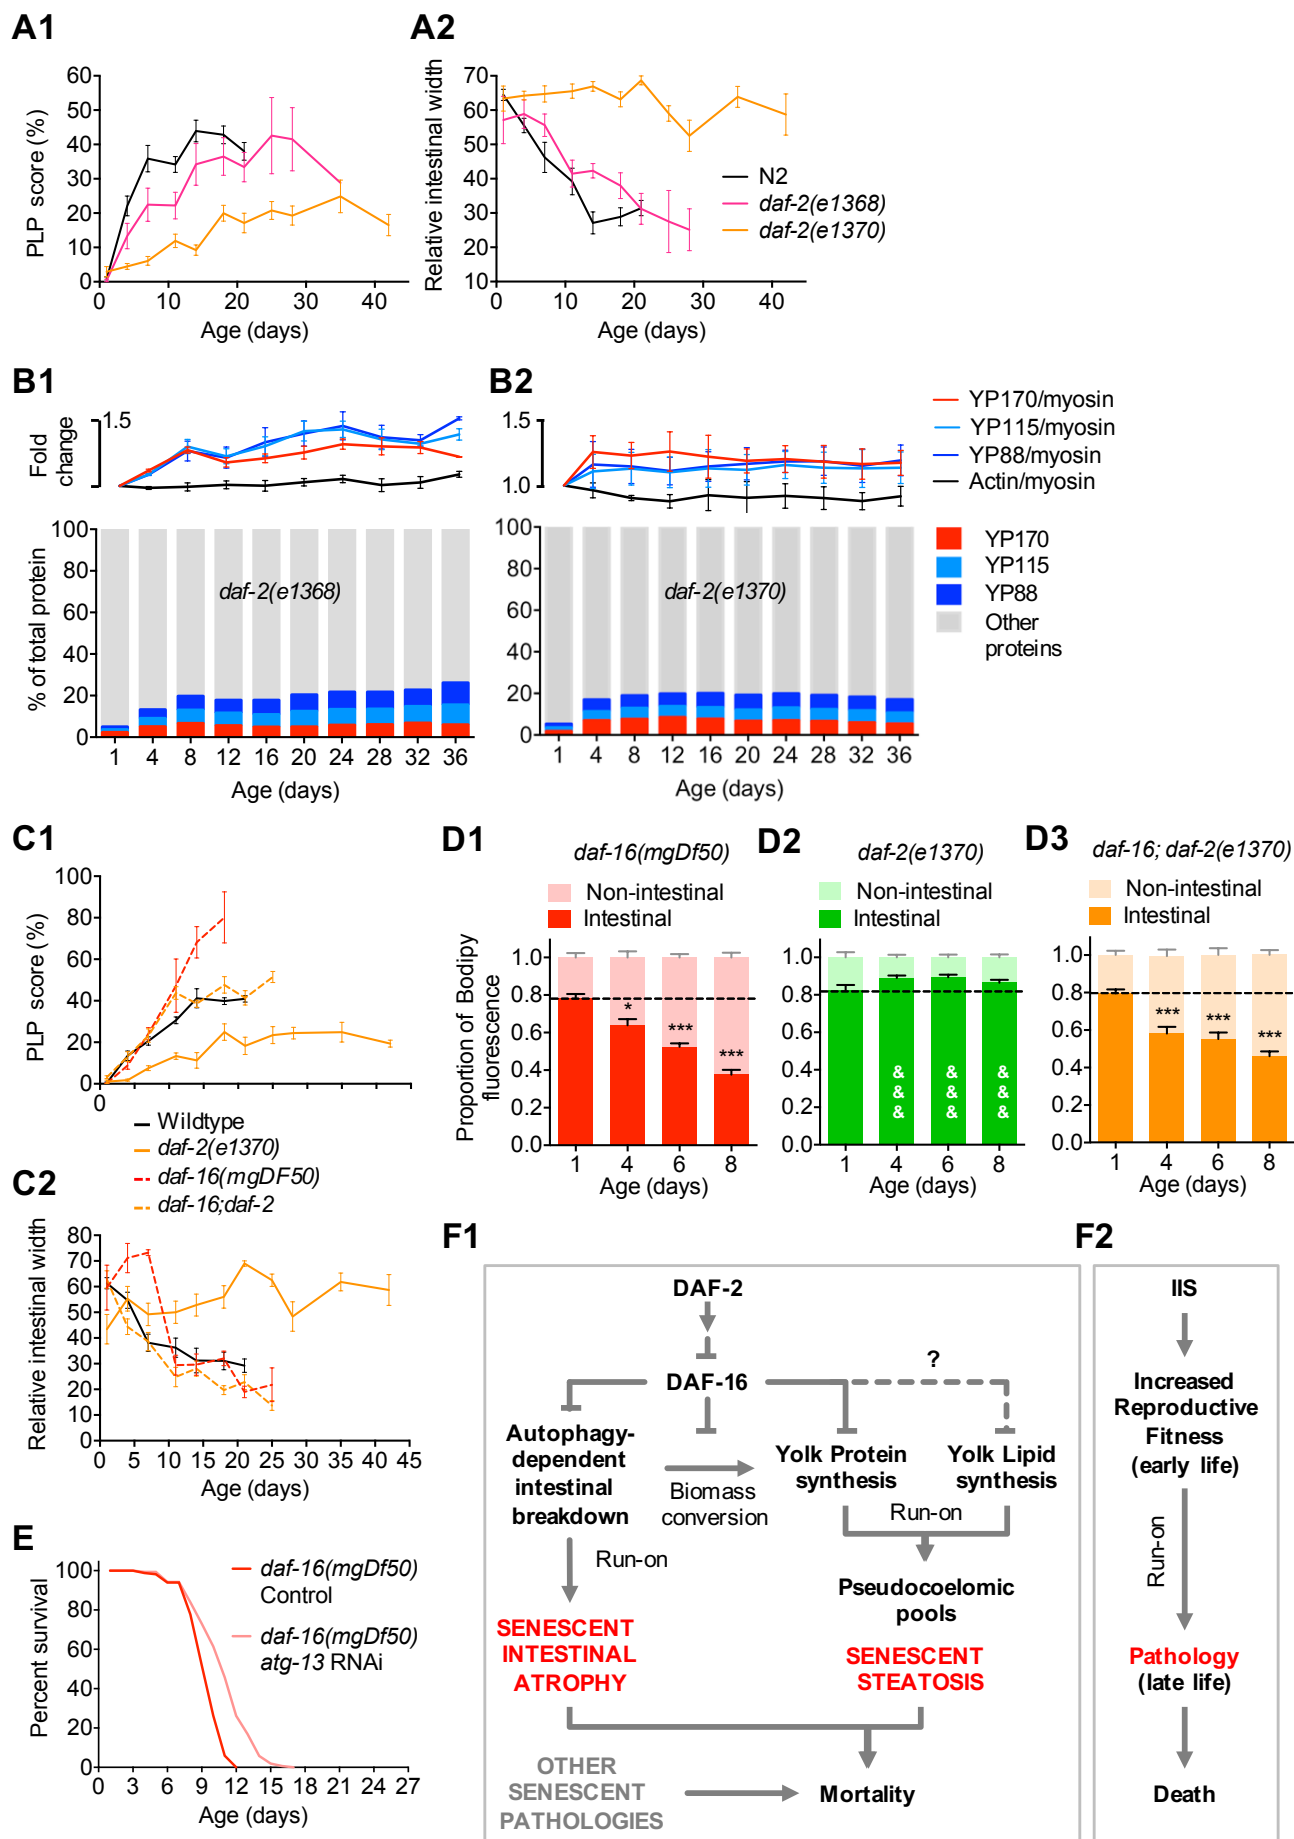 A1
PLP score (%)
60
50
40
30
20
10
0
0 10 20 30 40
Age (days)
A2
Relative intestinal width
70
60
50
40
30
20
10
0 10 20 30 40
Age (days)
N2
daf-2(e1368)
daf-2(e1370)
B1
Fold
change
1.5
1.0
% of total protein
100
80
60
40
20
0
daf-2(e1368)
1 4 8 12 16 20 24 28 32 36
Age (days)
B2
1.5
1.0
100
80
60
40
20
0
daf-2(e1370)
1 4 8 12 16 20 24 28 32 36
Age (days)
YP170/myosin
YP115/myosin
YP88/myosin
Actin/myosin
YP170
YP115
YP88
Other
proteins
C1
PLP score (%)
100
80
60
40
20
0
0
Wildtype
daf-2(e1370)
daf-16(mgDF50)
daf-16;daf-2
C2
Relative intestinal width
80
70
60
50
40
30
20
10
0
0 5 10 15 20 25 30 35 40 45
Age (days)
D1
daf-16(mgDf50)
Non-intestinal
Intestinal
Proportion of Bodipy
fluorescence
1.0
0.8
0.6
0.4
0.2
0.0
*
***
***
1 4 6 8
Age (days)
D2
daf-2(e1370)
Non-intestinal
Intestinal
1.0
0.8
0.6
0.4
0.2
0.0
& & &
& & &
& & &
1 4 6 8
Age (days)
D3
daf-16; daf-2(e1370)
Non-intestinal
Intestinal
1.0
0.8
0.6
0.4
0.2
0.0
***
***
***
1 4 6 8
Age (days)
E
Percent survival
100
80
60
40
20
0
0 3 6 9 12 15 18 21 24 27
Age (days)
daf-16(mgDf50)
Control
daf-16(mgDf50)
atg-13 RNAi
F1
DAF-2
DAF-16
?
Autophagy-
dependent
intestinal
breakdown
Biomass
conversion
Yolk Protein
synthesis
Yolk Lipid
synthesis
Run-on
Run-on
Pseudocoelomic
pools
SENESCENT
INTESTINAL
ATROPHY
SENESCENT
STEATOSIS
OTHER
SENESCENT
PATHOLOGIES
Mortality
F2
IIS
Increased
Reproductive
Fitness
(early life)
Run-on
Pathology
(late life)
Death